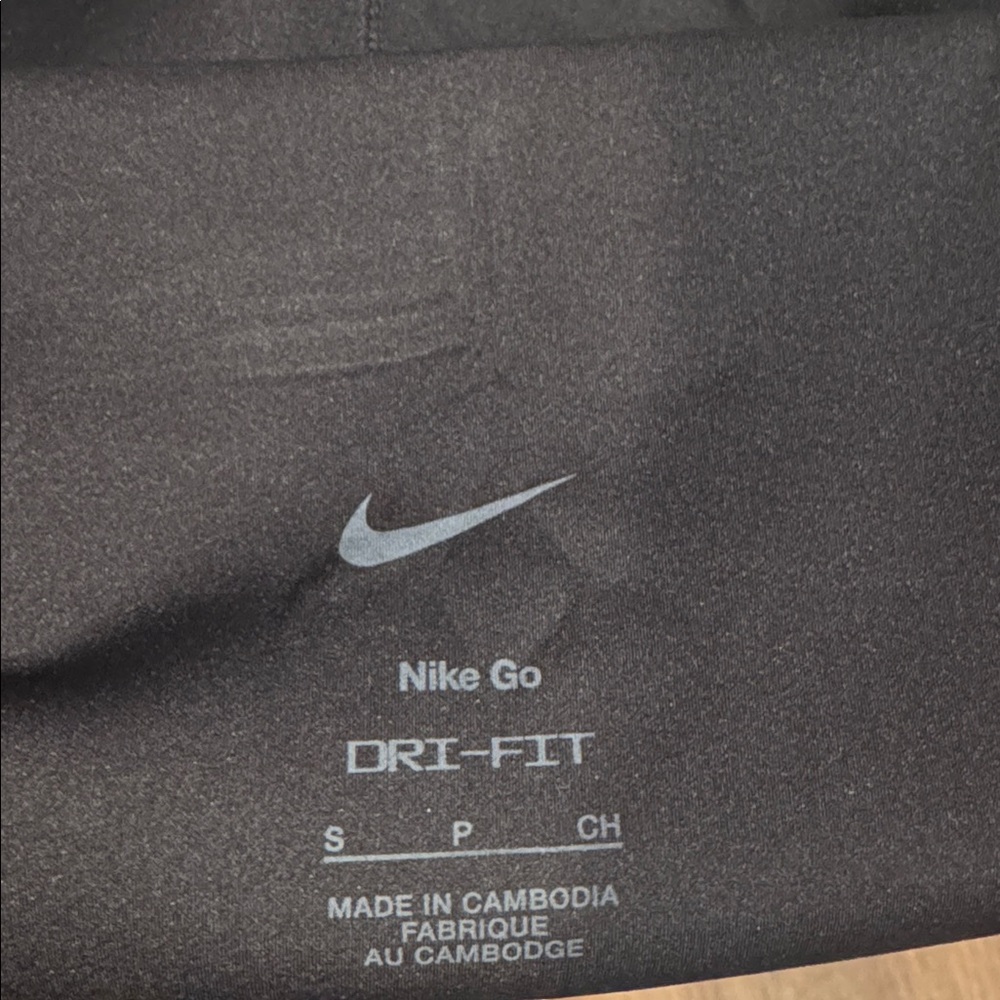 Nike Go
DRI-FIT
S P CH
MADE IN CAMBODIA
FABRIQUE
AU CAMBODGE